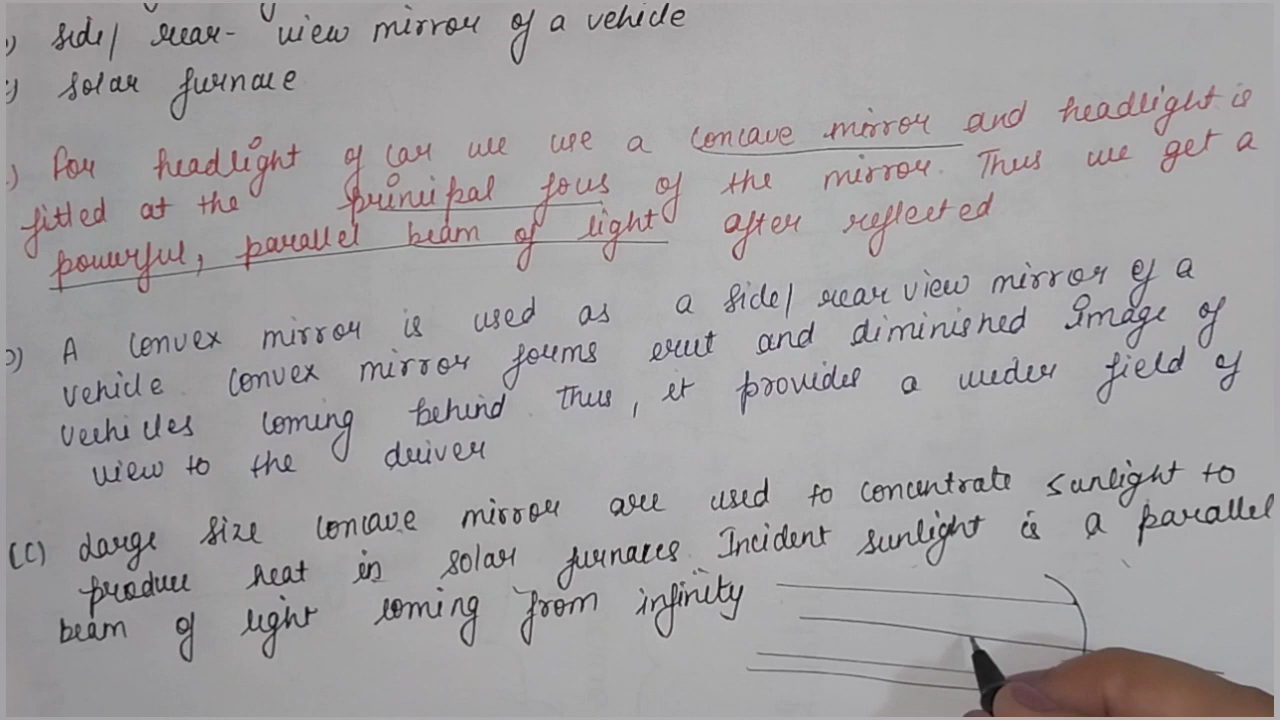 ) side/ rear- view mirror of a vehicle
) solar furnace
.) For headlight of car we use a concave mirror and headlight is
fitted at the principal focus of the mirror. Thus we get a
powerful, parallel beam of light after reflected
) A convex mirror is used as a side/ rear view mirror of a
vehicle convex mirror forms erect and diminished Image of
vechicles coming behind Thus, it provides a wider field of
view to the driver
(C) Large size concave mirror are used to concentrate sunlight to
produce heat in solar furnaces. Incident sunlight is a parallel
beam of light coming from infinity